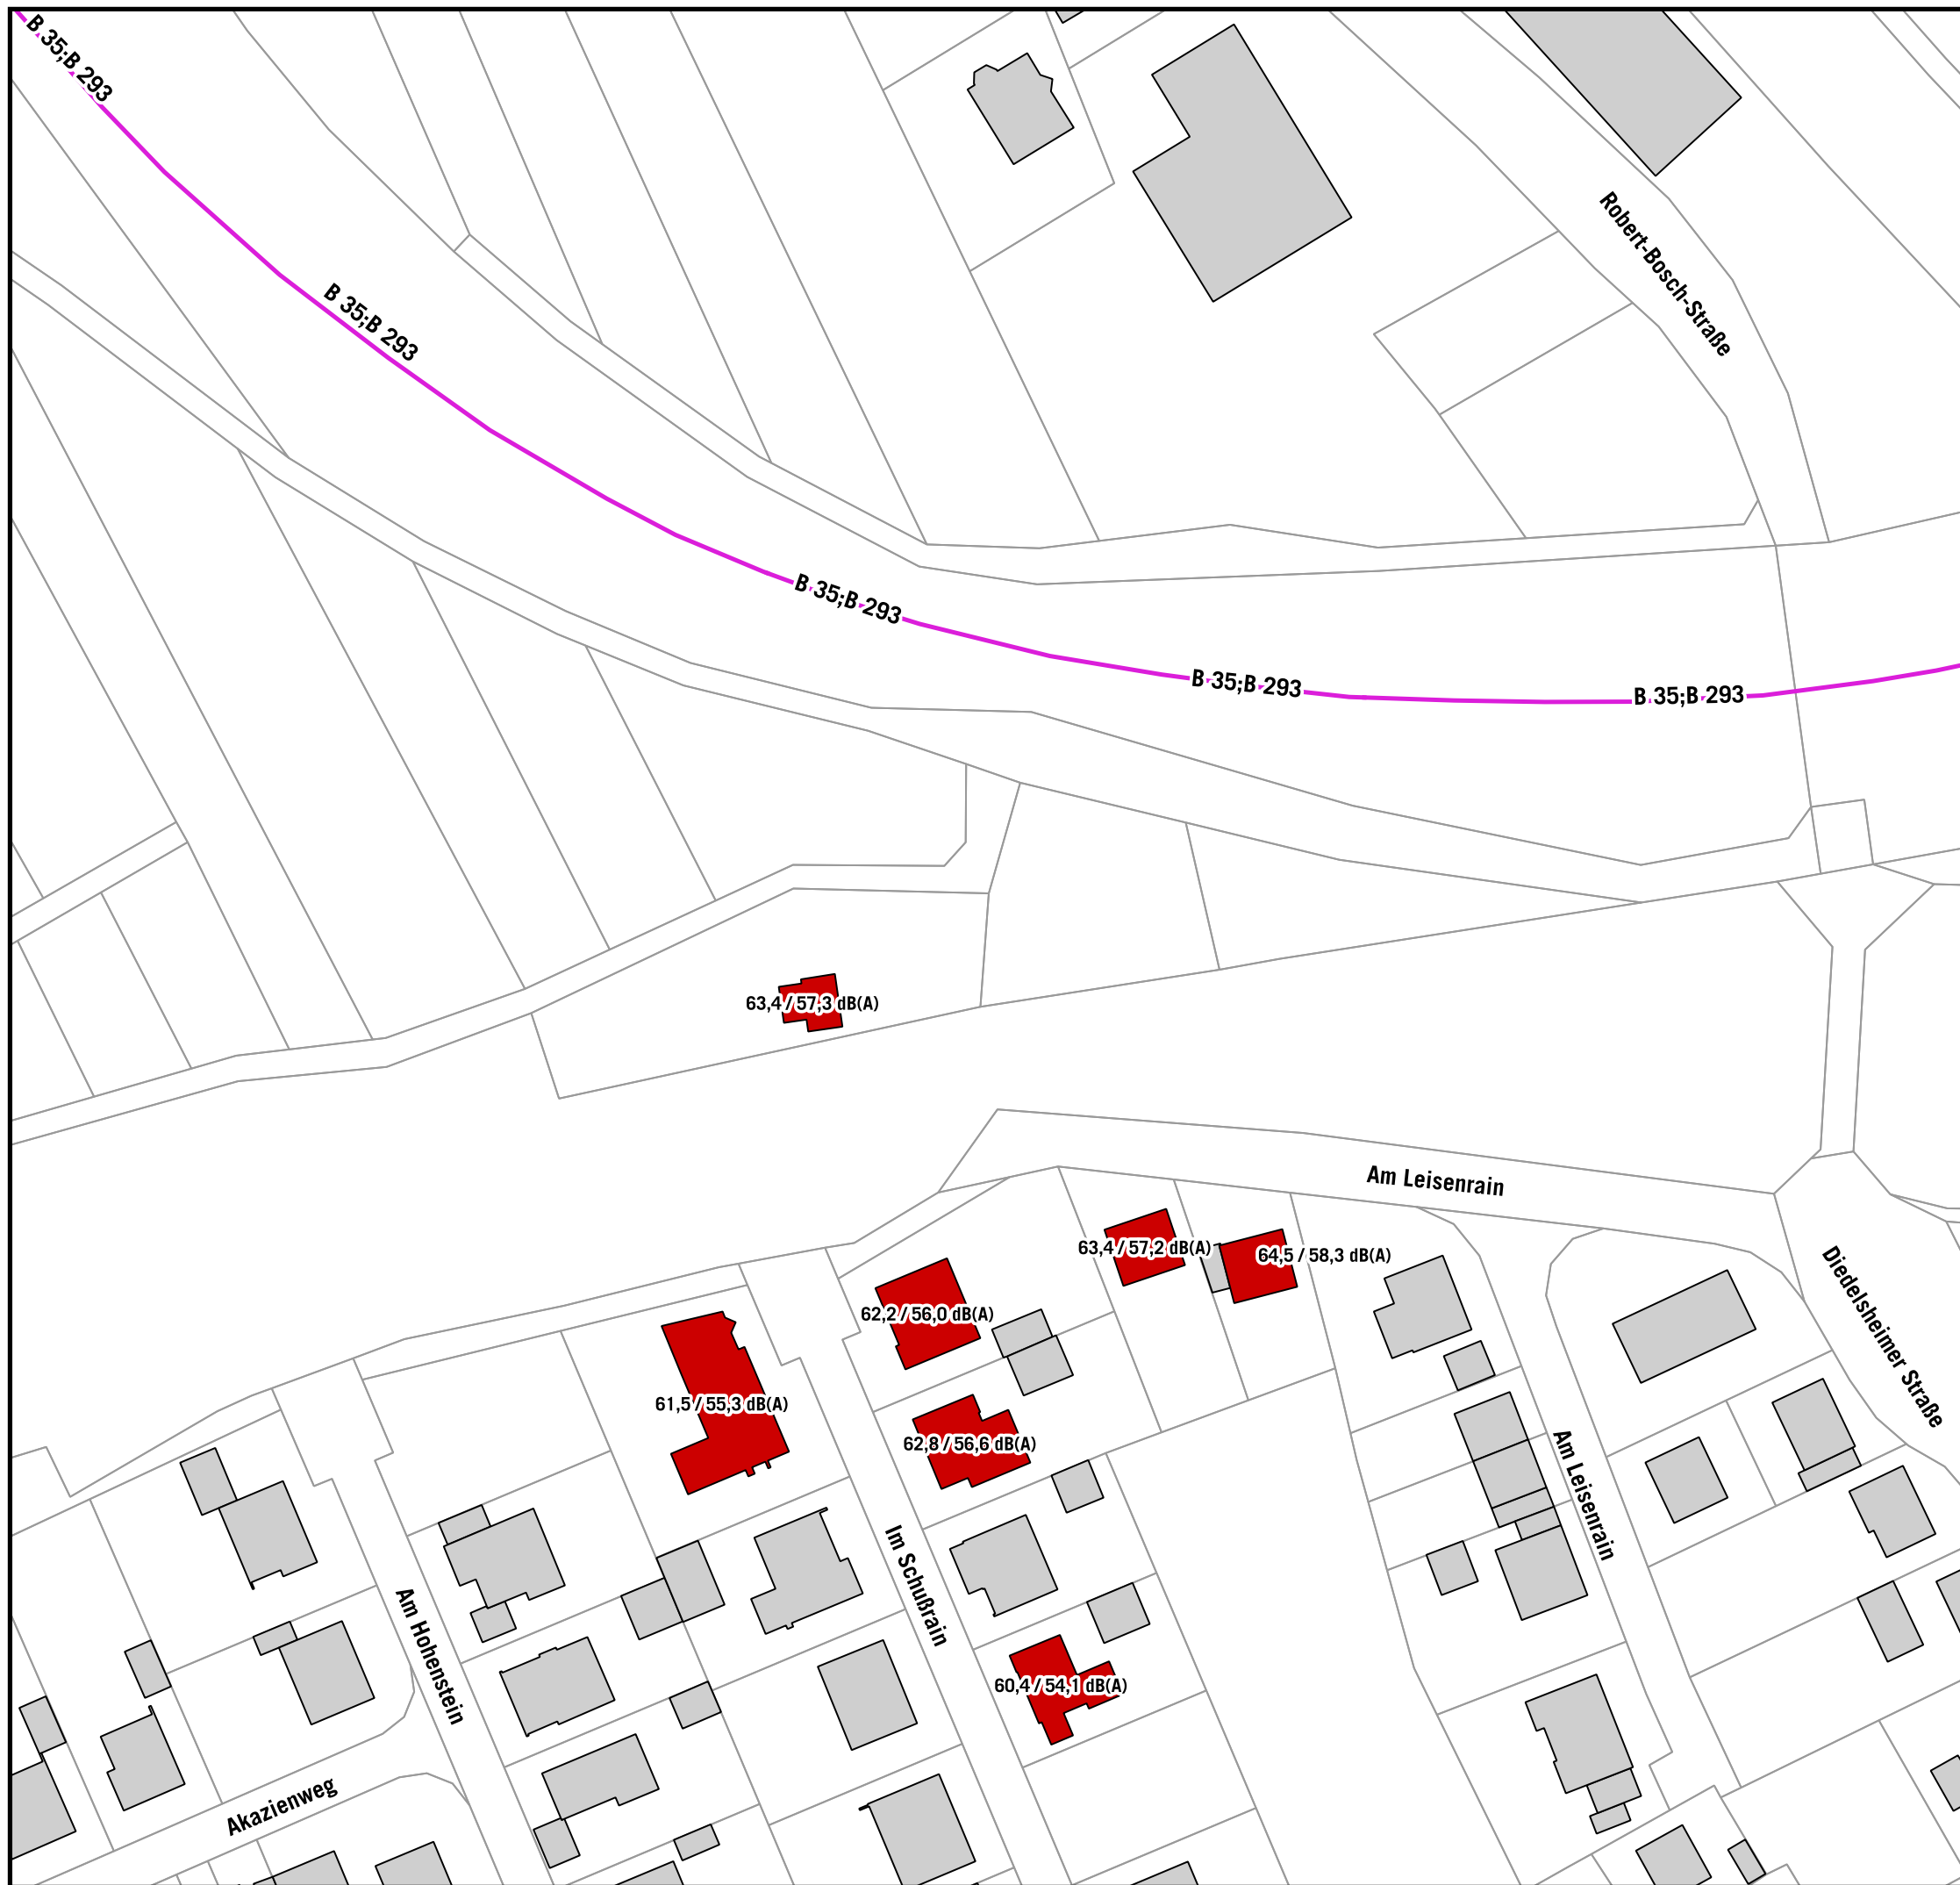 B 35;B 293
Robert-Bosch-Straße
B 35;B 293
B 35;B 293
B 35;B 293
B 35;B 293
63,4 / 57,3 dB(A)
Am Leisenrain
63,4 / 57,2 dB(A)
64,5 / 58,3 dB(A)
62,2 / 56,0 dB(A)
Diedelsheimer Straße
61,5 / 55,3 dB(A)
62,8 / 56,6 dB(A)
Am Leisenrain
Im Schußrain
Am Hohenstein
60,4 / 54,1 dB(A)
Akazienweg